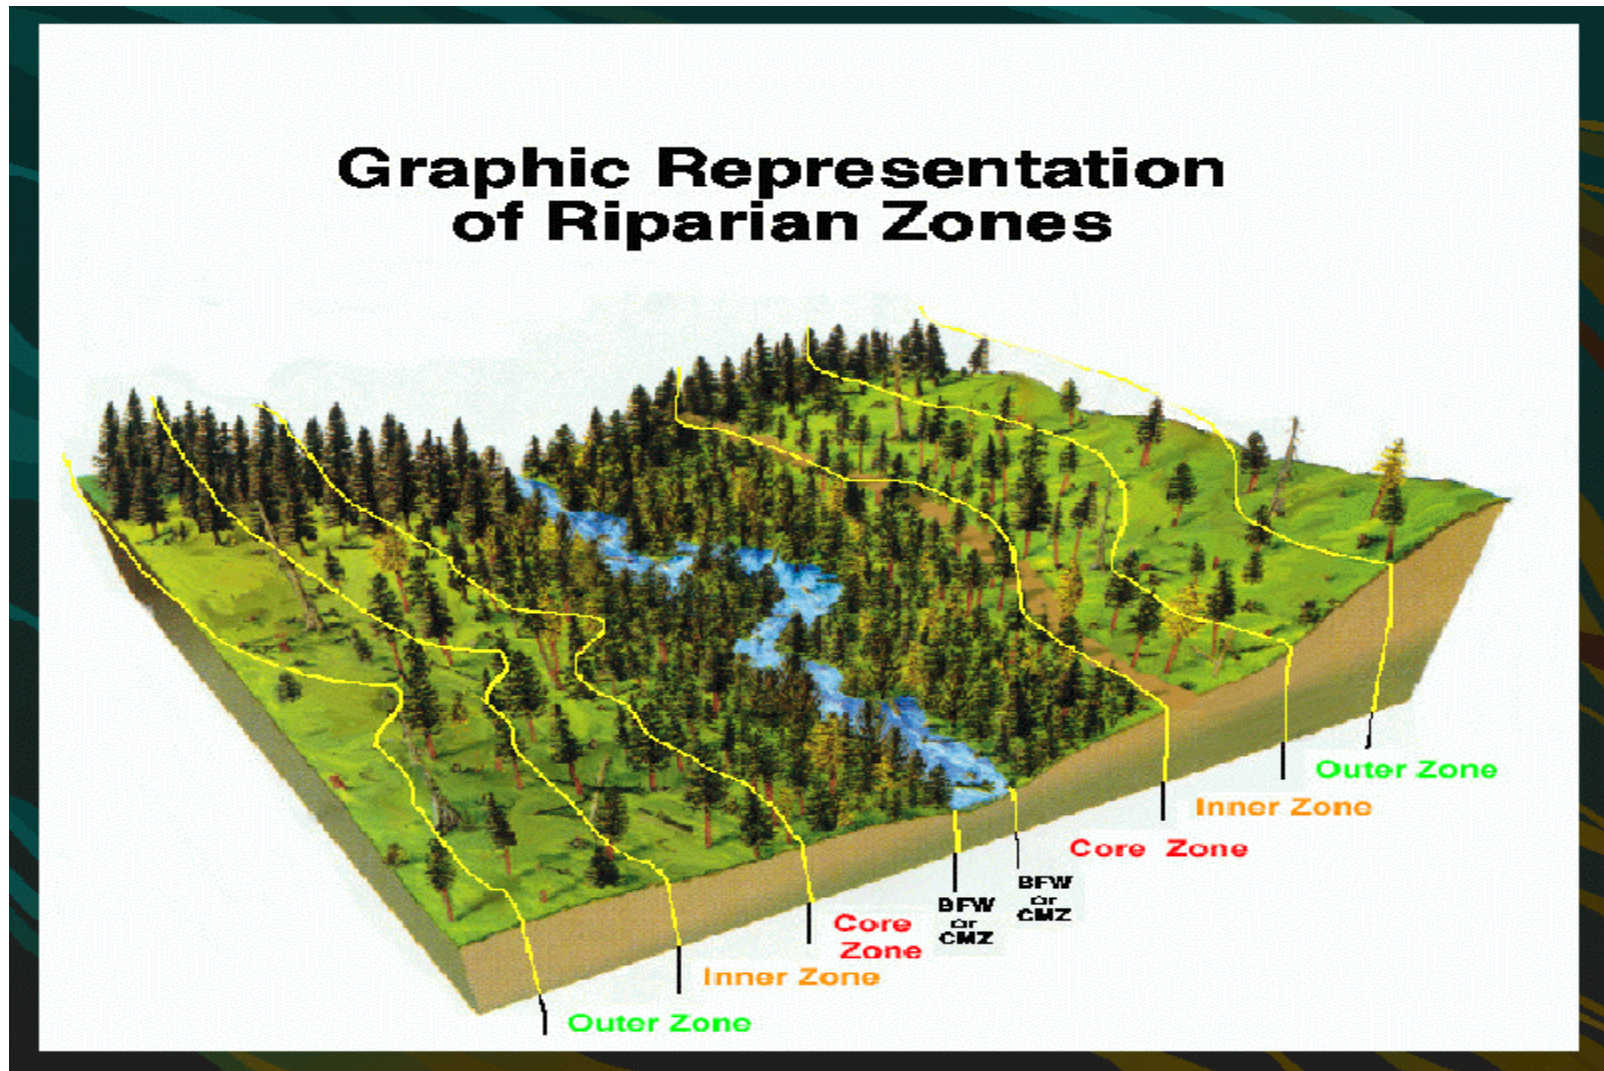 Graphic Representation
of Riparian Zones
Outer Zone
Inner Zone
Core Zone
BFW
or
CMZ
BFW
or
CMZ
Core
Zone
Inner Zone
Outer Zone